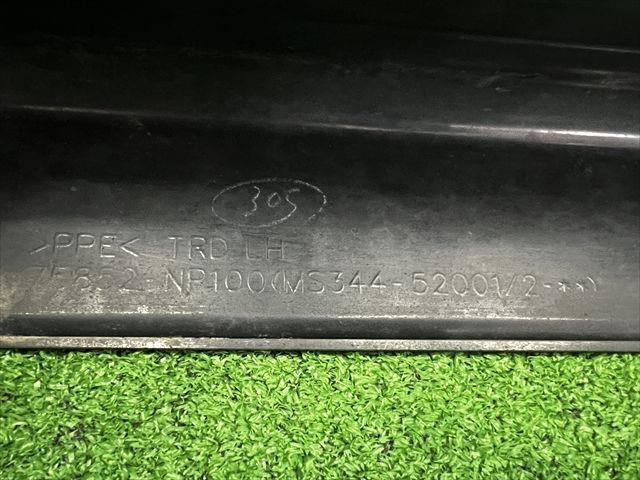 305
>PPE< TRD LH
75852-NP100(MS344-52001/2-**)